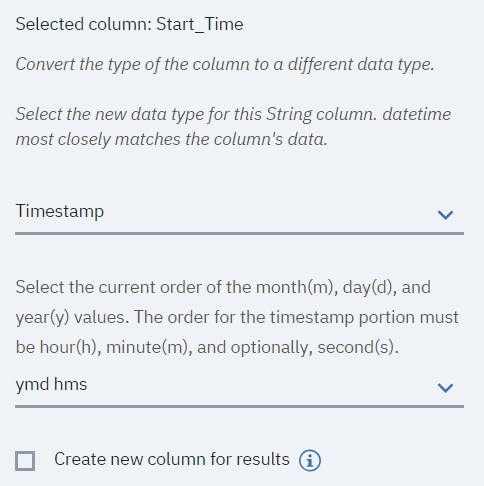 Selected column: Start_Time
Convert the type of the column to a different data type.
Select the new data type for this String column. datetime
most closely matches the column's data.
Timestamp
Select the current order of the month(m), day(d), and
year(y) values. The order for the timestamp portion must
be hour(h), minute(m), and optionally, second(s).
ymd hms
Create new column for results